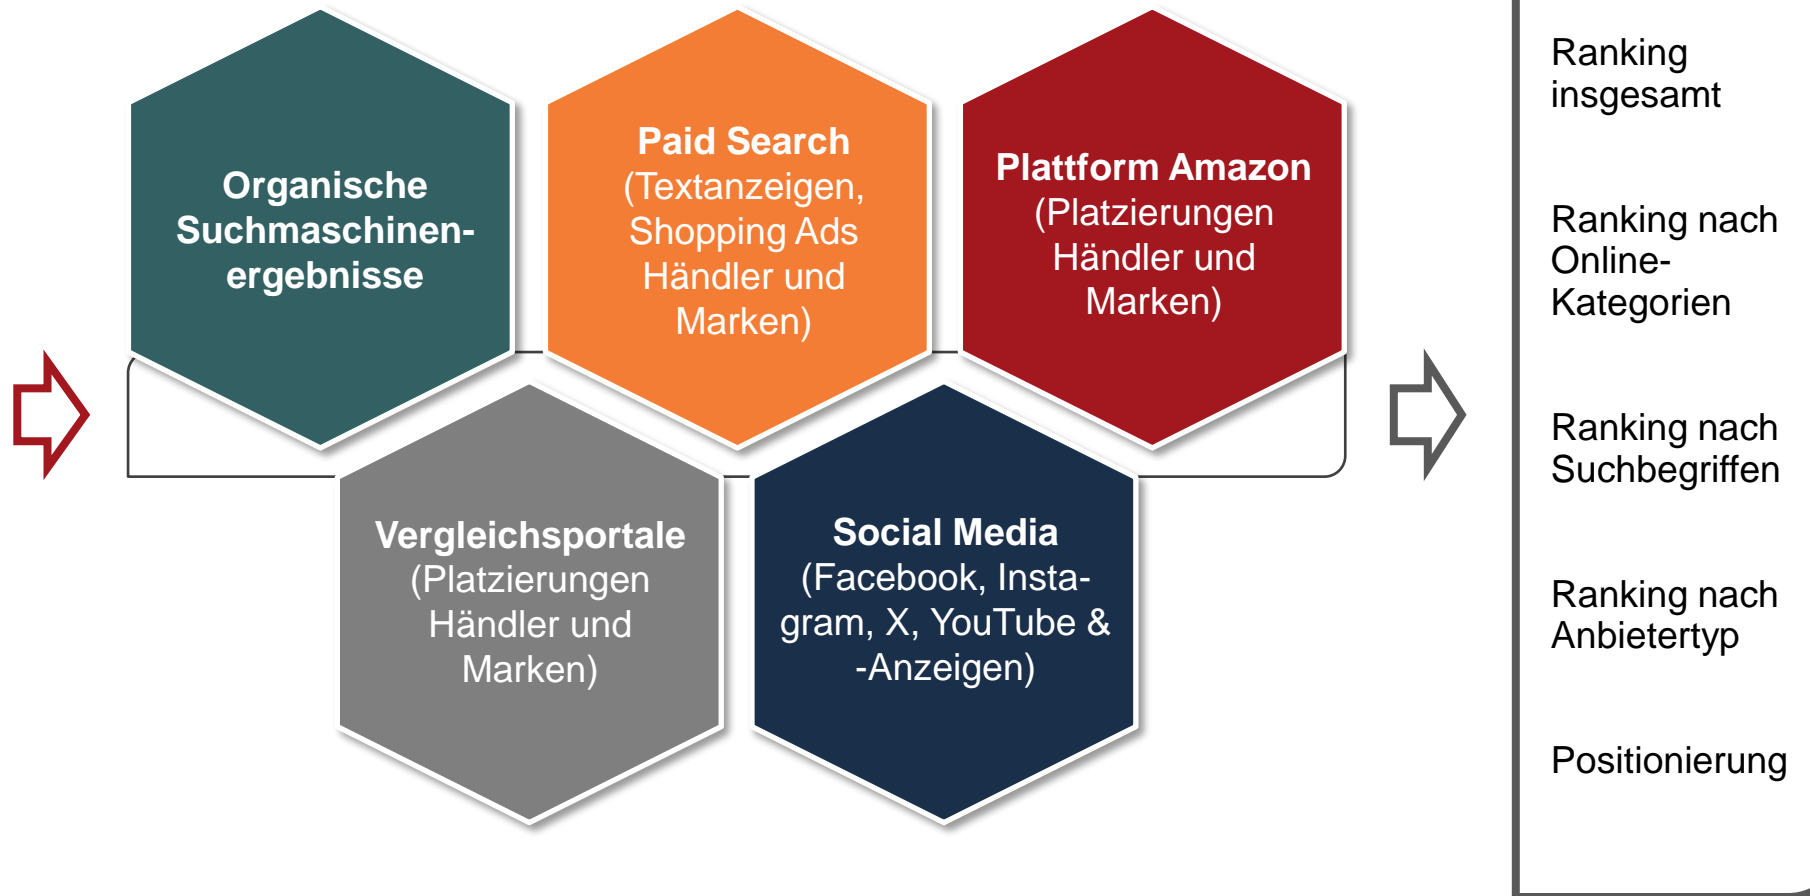 Organische
Suchmaschinen-
ergebnisse
Paid Search
(Textanzeigen,
Shopping Ads
Händler und
Marken)
Plattform Amazon
(Platzierungen
Händler und
Marken)
Vergleichsportale
(Platzierungen
Händler und
Marken)
Social Media
(Facebook, Insta-
gram, X, YouTube &
-Anzeigen)
Ranking
insgesamt
Ranking nach
Online-
Kategorien
Ranking nach
Suchbegriffen
Ranking nach
Anbietertyp
Positionierung